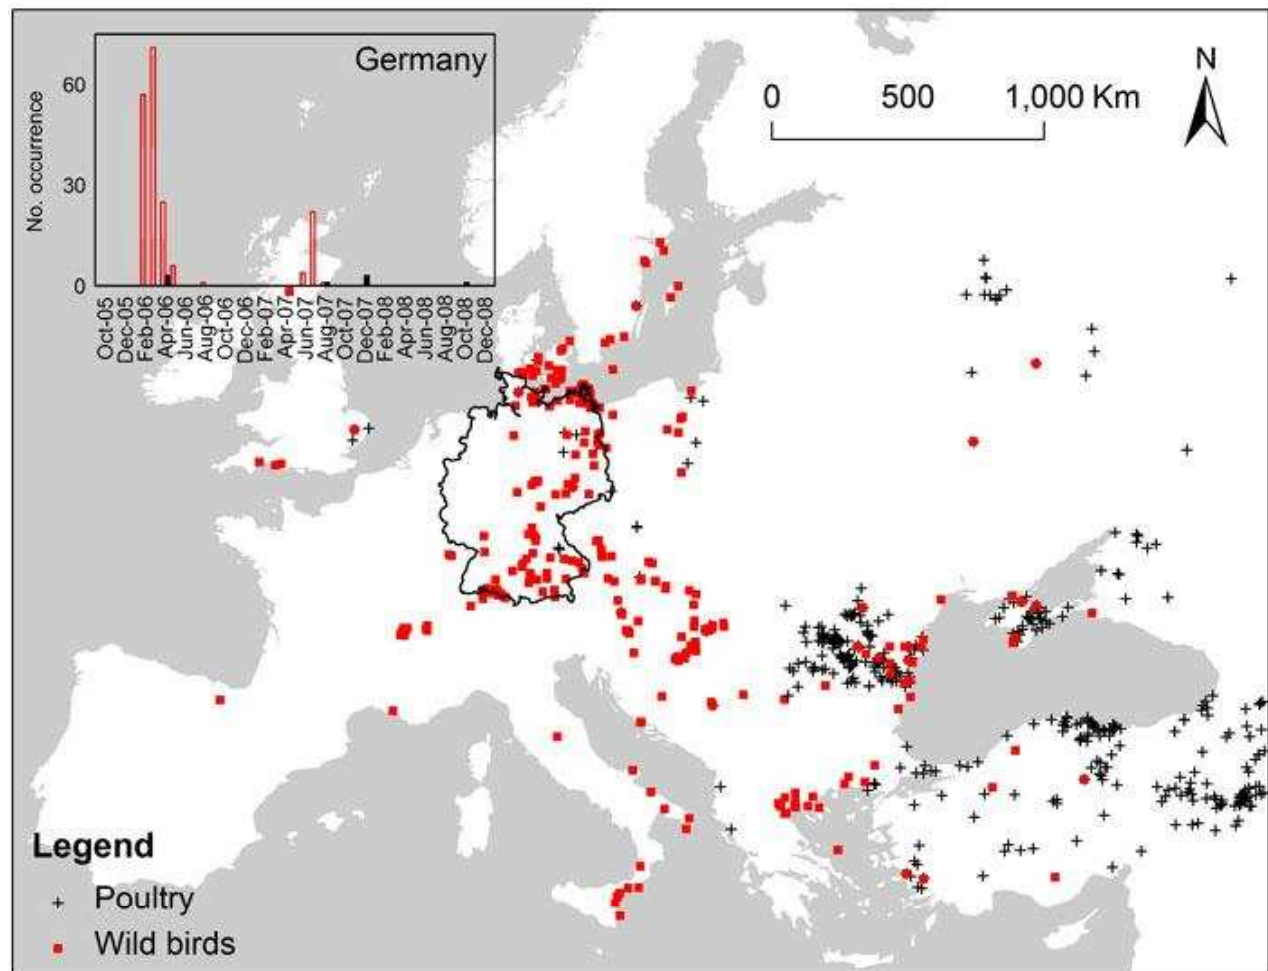 Germany
No. occurrence
60
30
0
Oct-05
Dec-05
Feb-06
Apr-06
Jun-06
Aug-06
Oct-06
Dec-06
Feb-07
Apr-07
Jun-07
Aug-07
Oct-07
Dec-07
Feb-08
Apr-08
Jun-08
Aug-08
Oct-08
Dec-08
0 500 1,000 Km
N
Legend
Poultry
Wild birds